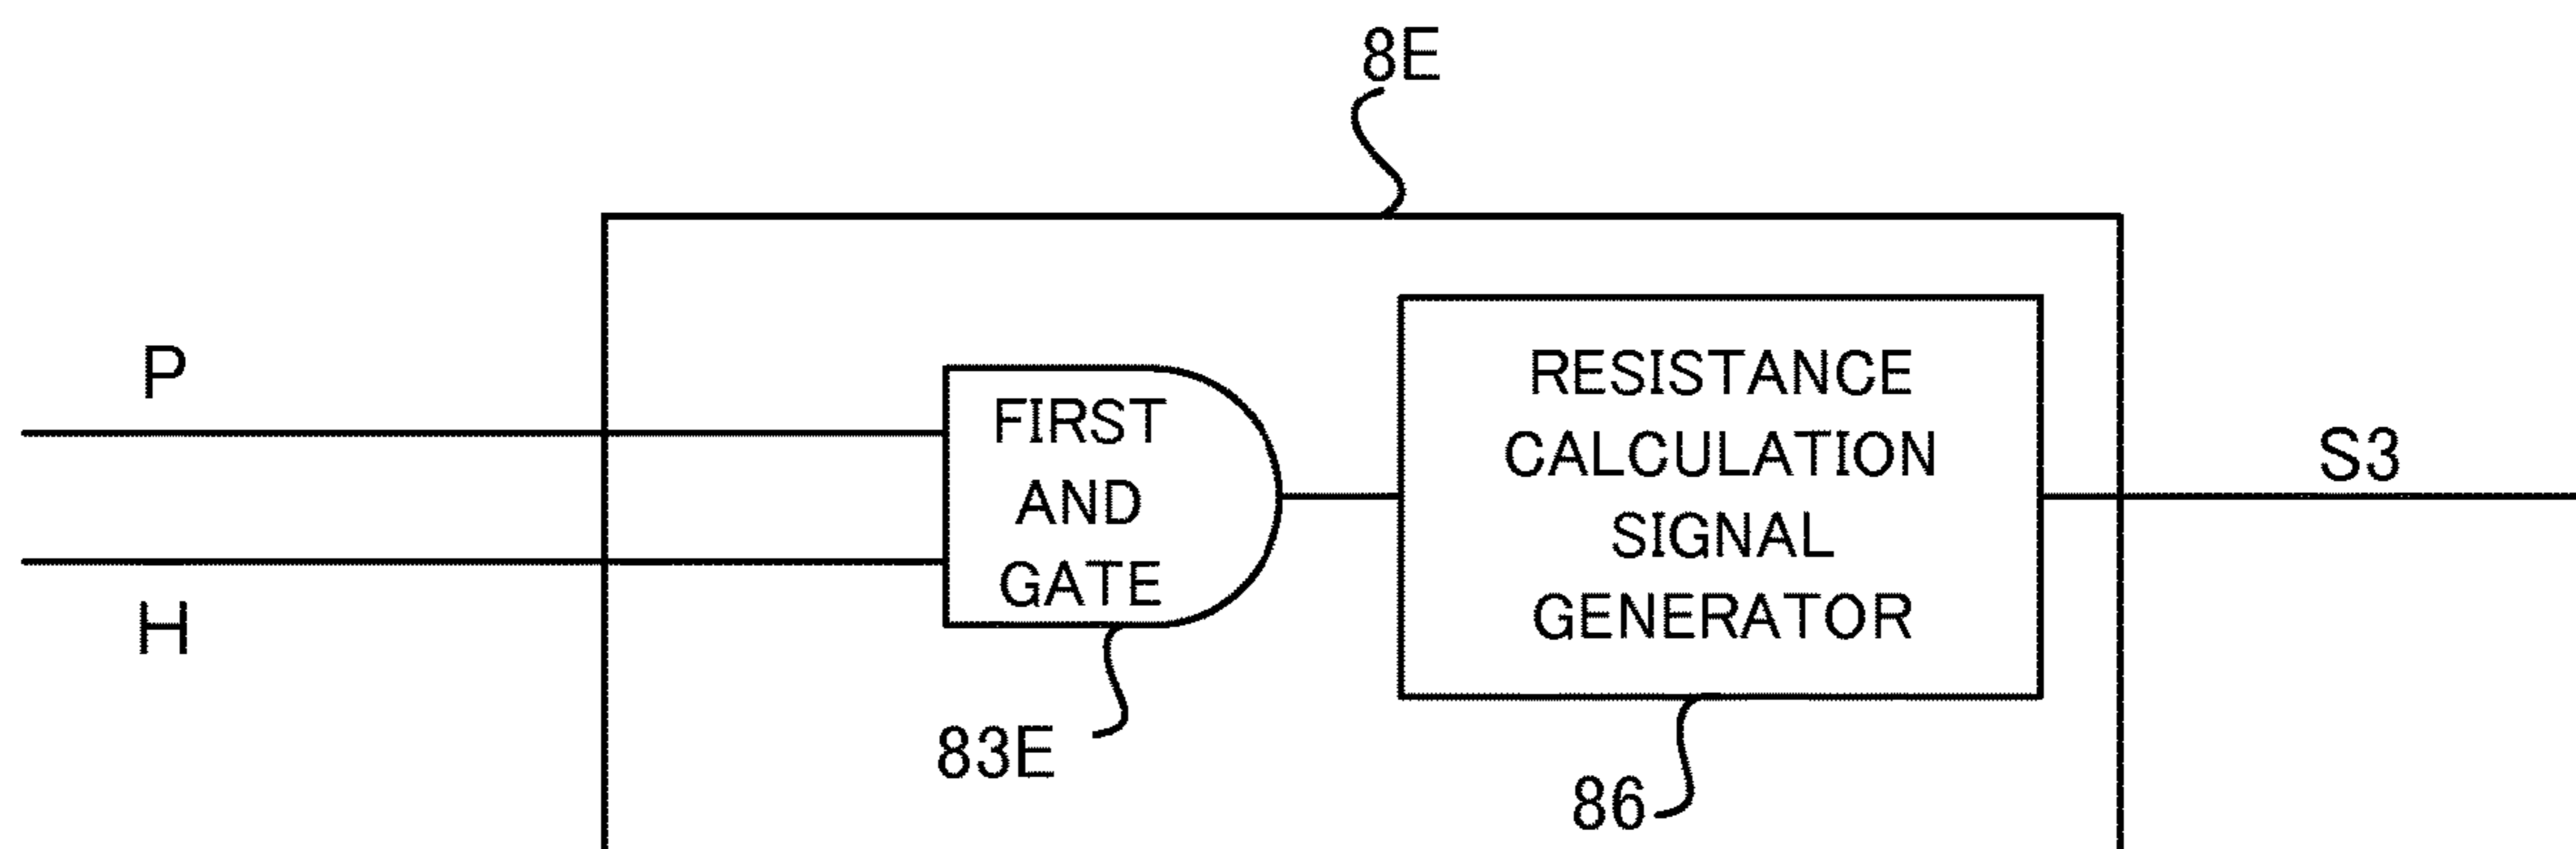 8E
P
H
FIRST
AND
GATE
83E
RESISTANCE
CALCULATION
SIGNAL
GENERATOR
86
S3